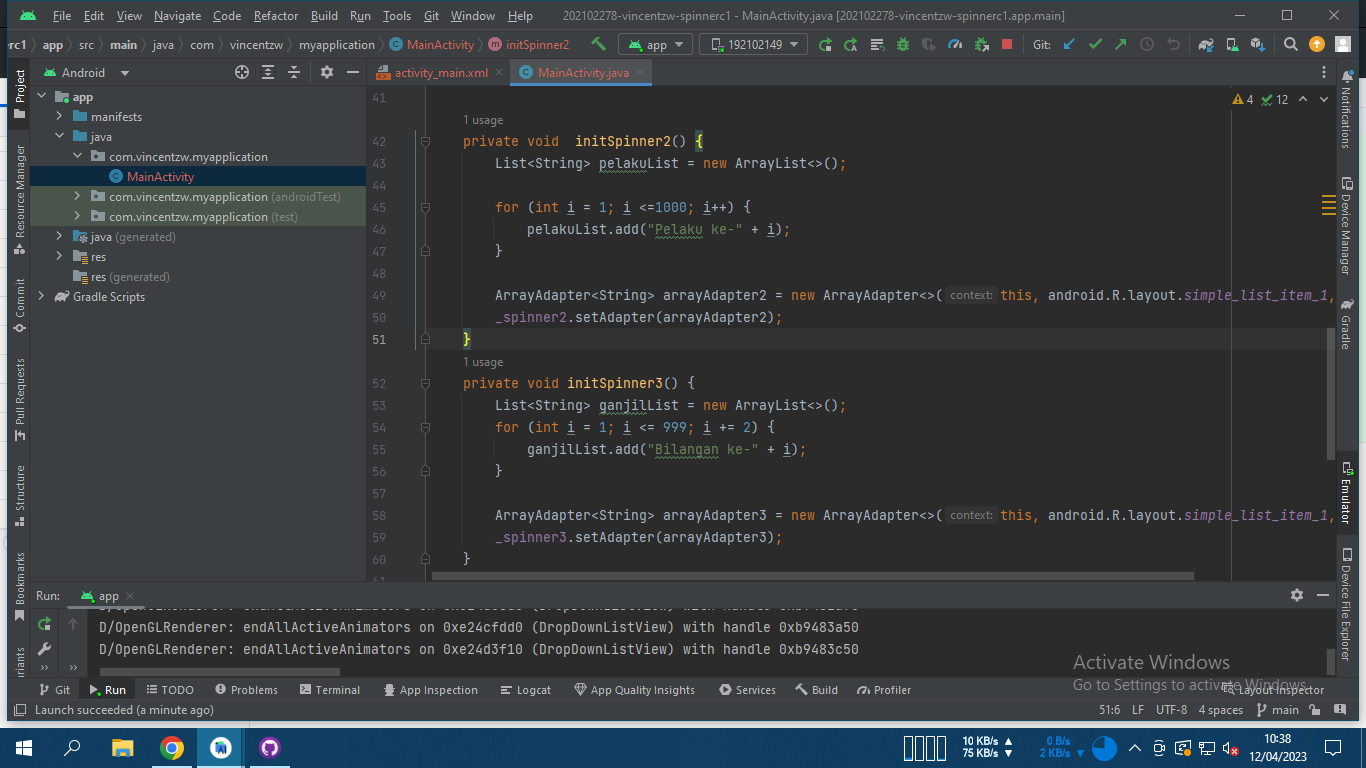 File Edit View Navigate Code Refactor Build Run Tools Git Window Help 202102278-vincentzw-spinnerc1 - MainActivity.java [202102278-vincentzw-spinnerc1.app.main]
rc1 app src main java com vincentzw myapplication MainActivity initSpinner2 app 192102149 Git:
Project
Resource Manager
Commit
Pull Requests
Structure
Bookmarks
riants
Android
app
manifests
java
com.vincentzw.myapplication
MainActivity
com.vincentzw.myapplication (androidTest)
com.vincentzw.myapplication (test)
java (generated)
res
res (generated)
Gradle Scripts
activity_main.xml MainActivity.java
4 12
41
1 usage
42 private void initSpinner2() {
43 List<String> pelakuList = new ArrayList<>();
44
45 for (int i = 1; i <=1000; i++) {
46 pelakuList.add("Pelaku ke-" + i);
47 }
48
49 ArrayAdapter<String> arrayAdapter2 = new ArrayAdapter<>( context: this, android.R.layout.simple_list_item_1,
50 _spinner2.setAdapter(arrayAdapter2);
51 }
1 usage
52 private void initSpinner3() {
53 List<String> ganjilList = new ArrayList<>();
54 for (int i = 1; i <= 999; i += 2) {
55 ganjilList.add("Bilangan ke-" + i);
56 }
57
58 ArrayAdapter<String> arrayAdapter3 = new ArrayAdapter<>( context: this, android.R.layout.simple_list_item_1,
59 _spinner3.setAdapter(arrayAdapter3);
60 }
Notifications
Device Manager
Gradle
Emulator
Device File Explorer
Run: app
D/OpenGLRenderer: endAllActiveAnimators on 0xe24cfdd0 (DropDownListView) with handle 0xb9483a50
D/OpenGLRenderer: endAllActiveAnimators on 0xe24d3f10 (DropDownListView) with handle 0xb9483c50
Activate Windows
Go to Settings to activate Windows.
Git Run TODO Problems Terminal App Inspection Logcat App Quality Insights Services Build Profiler Layout Inspector
Launch succeeded (a minute ago) 51:6 LF UTF-8 4 spaces main
10 KB/s
75 KB/s
0 B/s
2 KB/s
10:38
12/04/2023